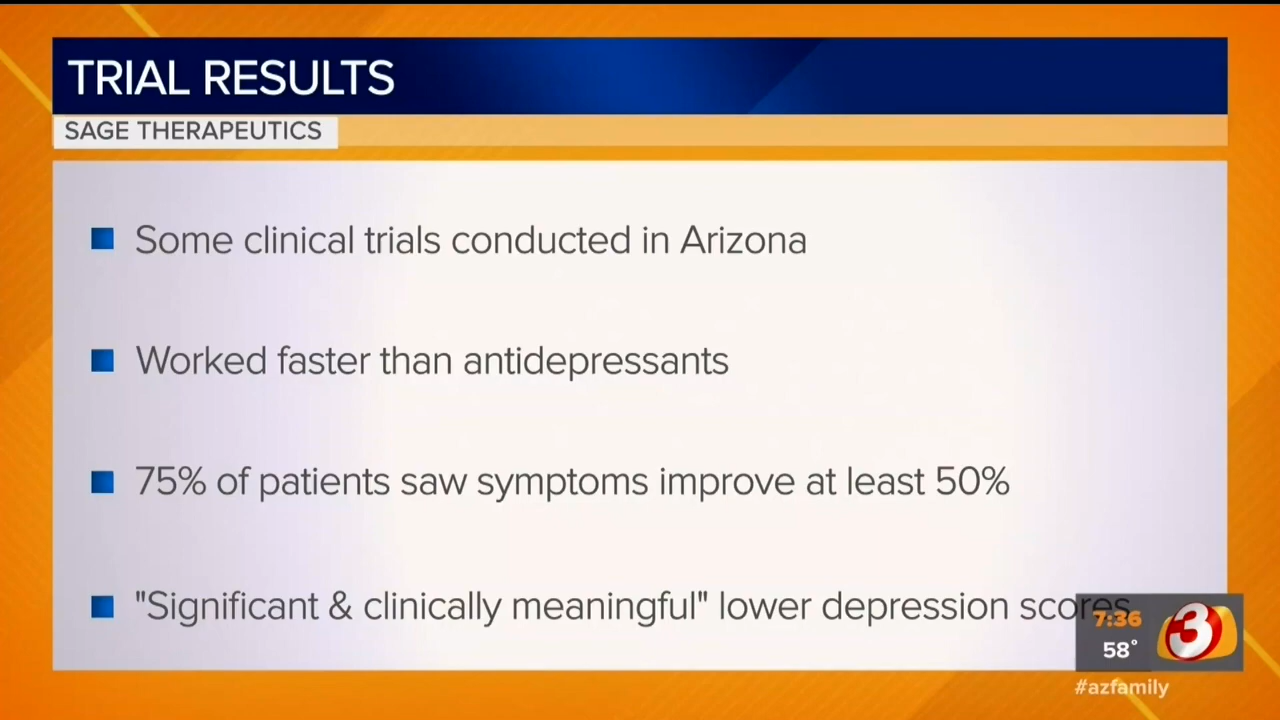 TRIAL RESULTS
SAGE THERAPEUTICS
Some clinical trials conducted in Arizona
Worked faster than antidepressants
75% of patients saw symptoms improve at least 50%
"Significant & clinically meaningful" lower depression scores
7:36
58°
3
#azfamily